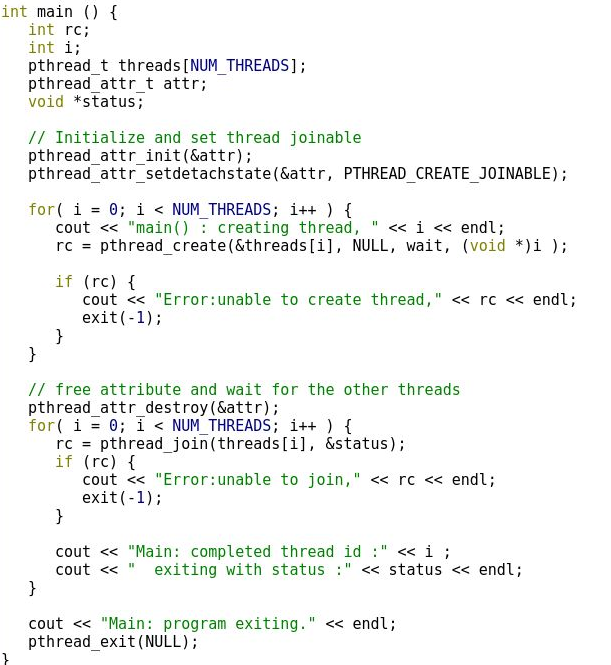 int main () {
   int rc;
   int i;
   pthread_t threads[NUM_THREADS];
   pthread_attr_t attr;
   void *status;

   // Initialize and set thread joinable
   pthread_attr_init(&attr);
   pthread_attr_setdetachstate(&attr, PTHREAD_CREATE_JOINABLE);

   for( i = 0; i < NUM_THREADS; i++ ) {
      cout << "main() : creating thread, " << i << endl;
      rc = pthread_create(&threads[i], NULL, wait, (void *)i );

      if (rc) {
         cout << "Error:unable to create thread," << rc << endl;
         exit(-1);
      }
   }

   // free attribute and wait for the other threads
   pthread_attr_destroy(&attr);
   for( i = 0; i < NUM_THREADS; i++ ) {
      rc = pthread_join(threads[i], &status);
      if (rc) {
         cout << "Error:unable to join," << rc << endl;
         exit(-1);
      }

      cout << "Main: completed thread id :" << i ;
      cout << "  exiting with status :" << status << endl;
   }

   cout << "Main: program exiting." << endl;
   pthread_exit(NULL);
}